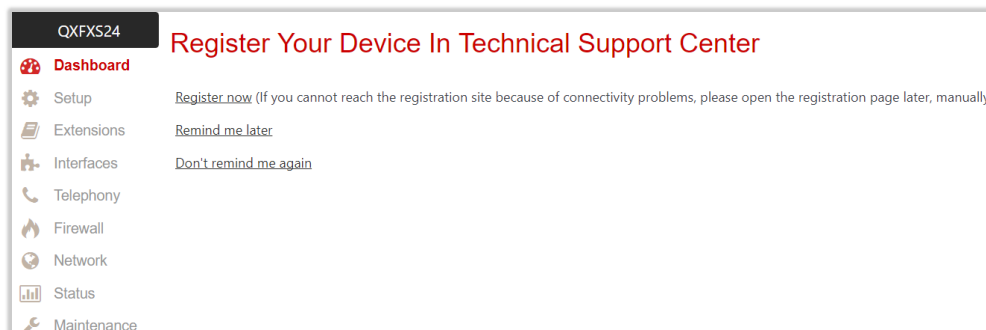 QXFXS24
Dashboard
Setup
Extensions
Interfaces
Telephony
Firewall
Network
Status
Maintenance
Register Your Device In Technical Support Center
Register now (If you cannot reach the registration site because of connectivity problems, please open the registration page later, manually
Remind me later
Don't remind me again